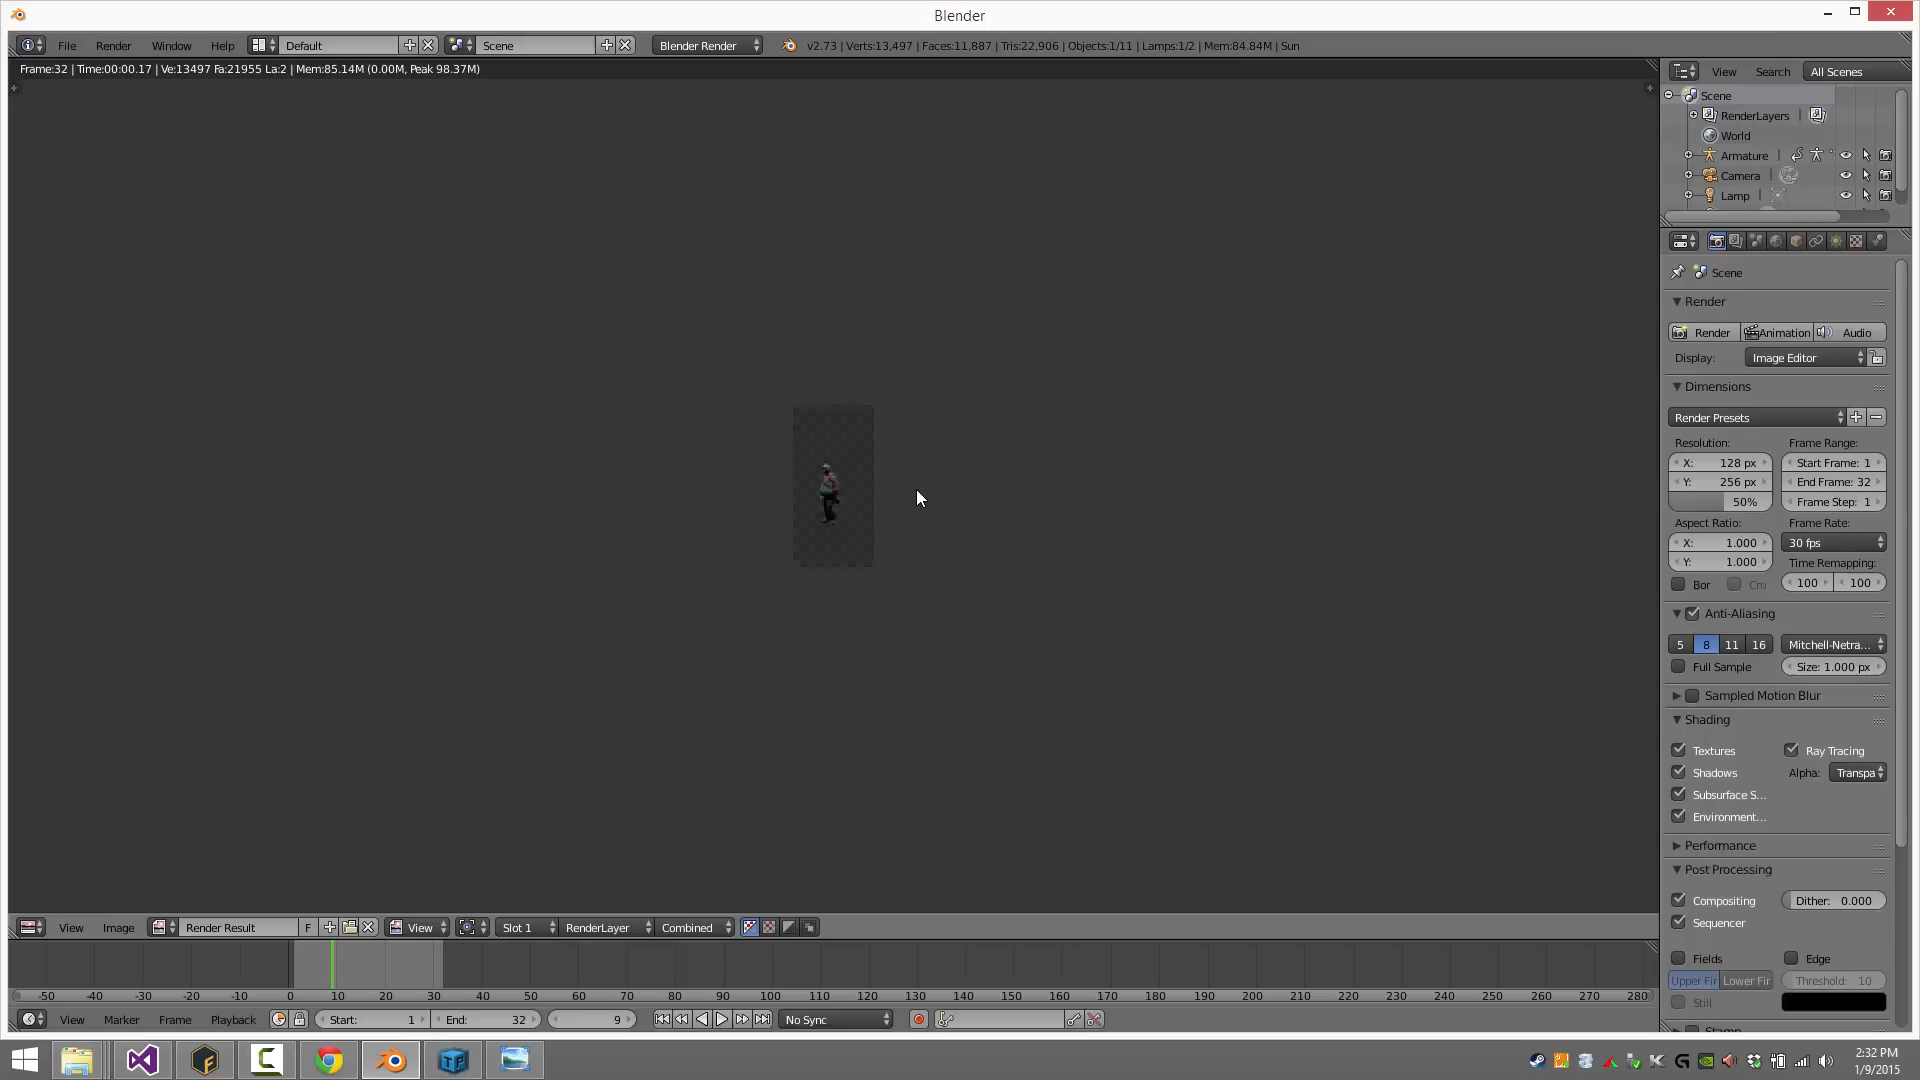 Blender
File Render Window Help Default Scene Blender Render v2.73 | Verts:13,497 | Faces:11,887 | Tris:22,906 | Objects:1/11 | Lamps:1/2 | Mem:84.84M | Sun
Frame:32 | Time:00:00.17 | Ve:13497 Fa:21955 La:2 | Mem:85.14M (0.00M, Peak 98.37M)
View Search All Scenes
Scene
RenderLayers
World
Armature
Camera
Lamp
Scene
Render
Render Animation Audio
Display: Image Editor
Dimensions
Render Presets
Resolution: Frame Range:
X: 128 px Start Frame: 1
Y: 256 px End Frame: 32
50% Frame Step: 1
Aspect Ratio: Frame Rate:
X: 1.000 30 fps
Y: 1.000 Time Remapping:
Bor Cro 100 100
Anti-Aliasing
5 8 11 16 Mitchell-Netra...
Full Sample Size: 1.000 px
Sampled Motion Blur
Shading
Textures Ray Tracing
Shadows Alpha: Transpa
Subsurface S...
Environment...
Performance
Post Processing
Compositing Dither: 0.000
Sequencer
Fields Edge
Upper Fir Lower Fir Threshold: 10
Still
Stamp
View Image Render Result F View Slot 1 RenderLayer Combined
-50 -40 -30 -20 -10 0 10 20 30 40 50 60 70 80 90 100 110 120 130 140 150 160 170 180 190 200 210 220 230 240 250 260 270 280
View Marker Frame Playback Start: 1 End: 32 9 No Sync
2:32 PM
1/9/2015